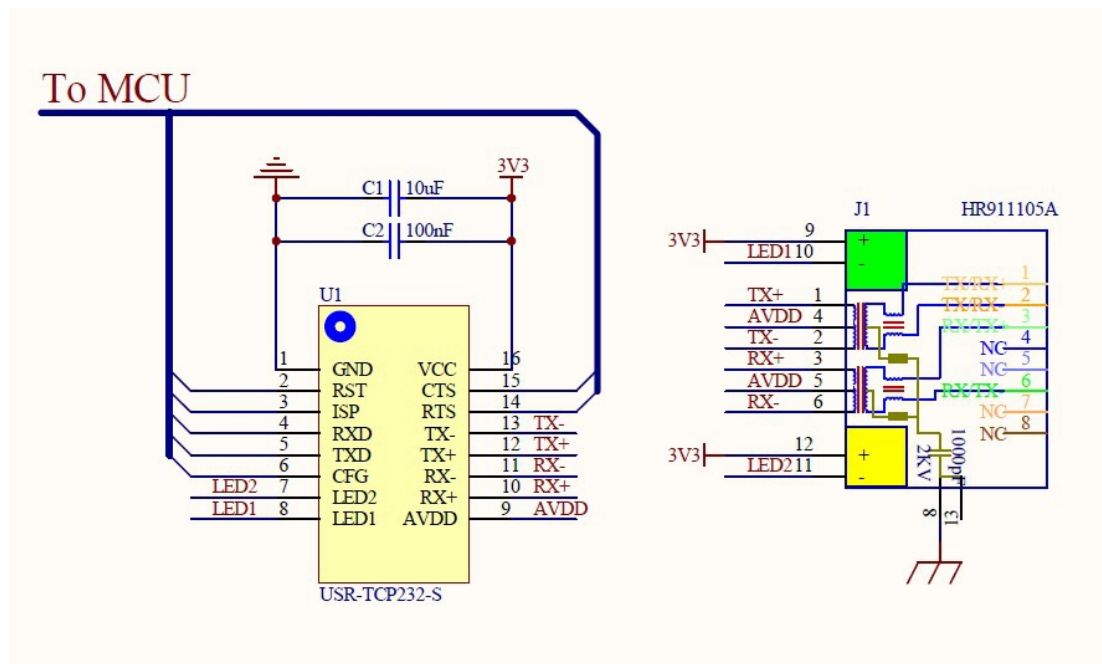 To MCU
3V3
C1 10uF
C2 100nF
U1
1 GND VCC 16
2 RST CTS 15
3 ISP RTS 14
4 RXD TX- 13 TX-
5 TXD TX+ 12 TX+
6 CFG RX- 11 RX-
LED2 7 LED2 RX+ 10 RX+
LED1 8 LED1 AVDD 9 AVDD
USR-TCP232-S
J1 HR911105A
3V3 9 +
LED1 10 -
TX+ 1
AVDD 4
TX- 2
RX+ 3
AVDD 5
RX- 6
3V3 12 +
LED2 11 -
TX/RX+ 1
TX/RX- 2
RX/TX+ 3
NC 4
NC 5
RX/TX- 6
NC 7
NC 8
1000pF
2KV
8
13